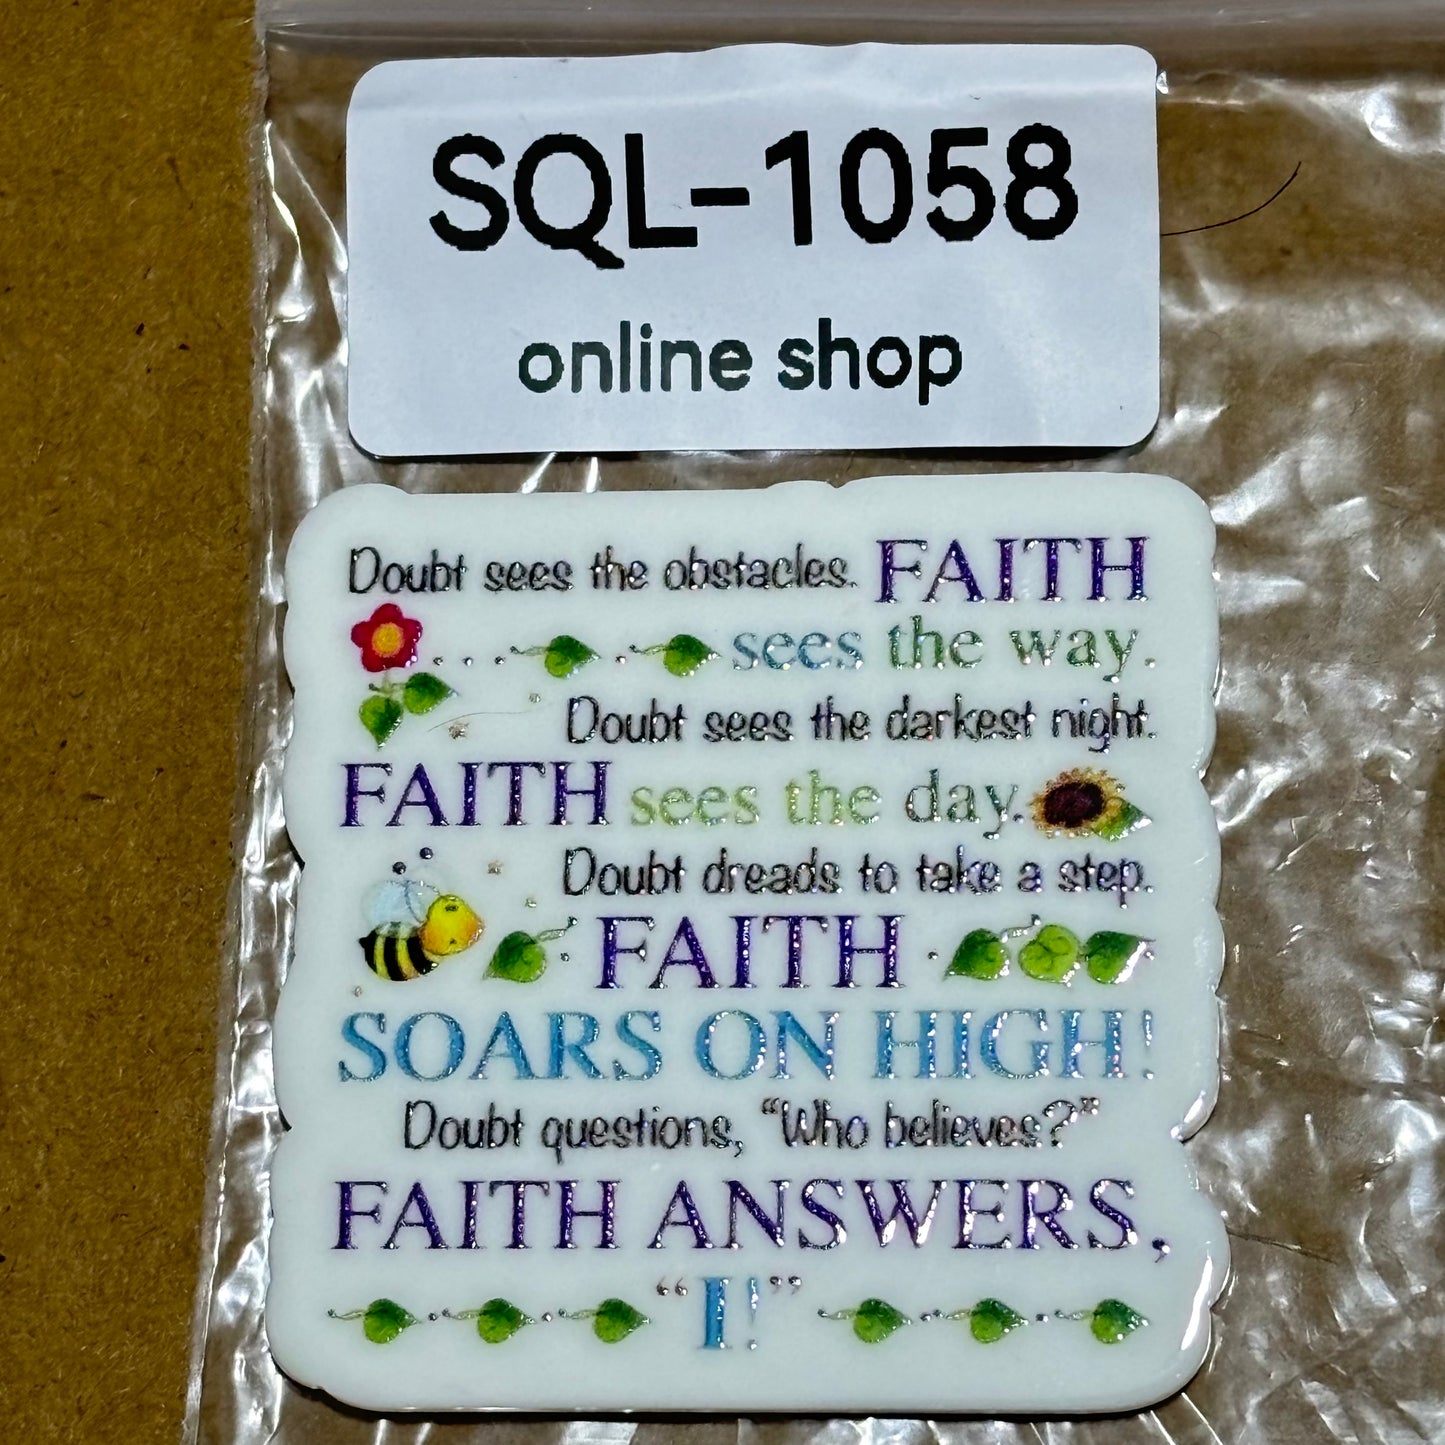 SQL-1058
online shop
Doubt sees the obstacles. FAITH
sees the way.
Doubt sees the darkest night.
FAITH sees the day.
Doubt dreads to take a step.
FAITH
SOARS ON HIGH!
Doubt questions, “Who believes?”
FAITH ANSWERS,
“I!”